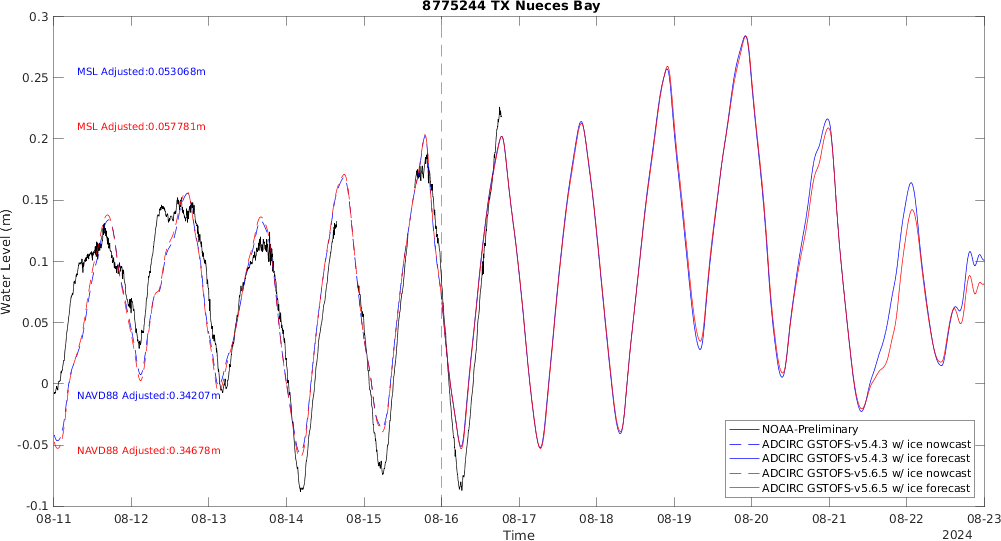 8775244 TX Nueces Bay
Water Level (m)
0.3
0.25
0.2
0.15
0.1
0.05
0
-0.05
-0.1
MSL Adjusted:0.053068m
MSL Adjusted:0.057781m
NAVD88 Adjusted:0.34207m
NAVD88 Adjusted:0.34678m
NOAA-Preliminary
ADCIRC GSTOFS-v5.4.3 w/ ice nowcast
ADCIRC GSTOFS-v5.4.3 w/ ice forecast
ADCIRC GSTOFS-v5.6.5 w/ ice nowcast
ADCIRC GSTOFS-v5.6.5 w/ ice forecast
08-11 08-12 08-13 08-14 08-15 08-16 08-17 08-18 08-19 08-20 08-21 08-22 08-23
Time
2024